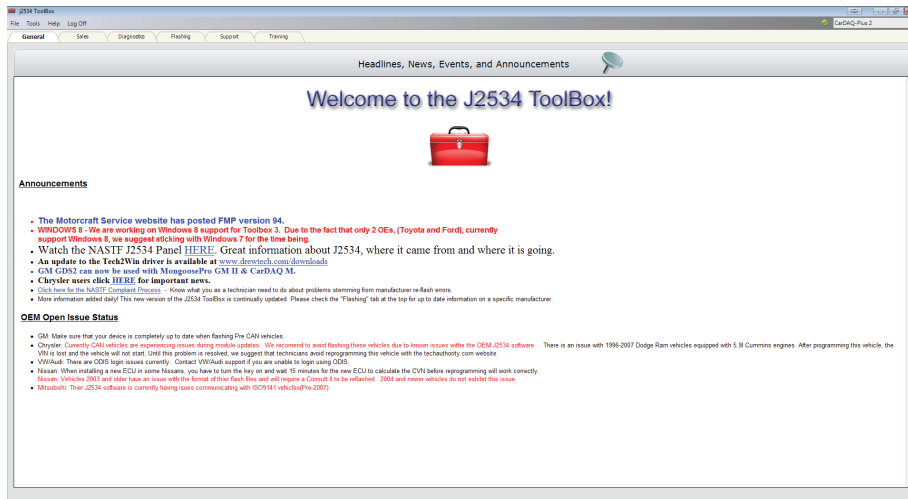 J2534 ToolBox
File Tools Help Log Off
CarDAQ-Plus 2
General Sales Diagnostics Flashing Support Training
Headlines, News, Events, and Announcements
Welcome to the J2534 ToolBox!
Announcements
The Motorcraft Service website has posted FMP version 94.
WINDOWS 8 - We are working on Windows 8 support for Toolbox 3. Due to the fact that only 2 OEs, (Toyota and Ford), currently
support Windows 8, we suggest sticking with Windows 7 for the time being.
Watch the NASTF J2534 Panel HERE. Great information about J2534, where it came from and where it is going.
An update to the Tech2Win driver is available at www.drewtech.com/downloads
GM GDS2 can now be used with MongoosePro GM II & CarDAQ M.
Chrysler users click HERE for important news.
Click here for the NASTF Complaint Process - Know what you as a technician need to do about problems stemming from manufacturer re-flash errors.
More information added daily! This new version of the J2534 ToolBox is continually updated. Please check the "Flashing" tab at the top for up to date information on a specific manufacturer.
OEM Open Issue Status
GM: Make sure that your device is completely up to date when flashing Pre CAN vehicles
Chrysler: Currently CAN vehicles are experiencing issues during module updates. We recomend to avoid flashing these vehicles due to known issues withe the OEM J2534 software . There is an issue with 1996-2007 Dodge Ram vehicles equipped with 5.9l Cummins engines. After programming this vehicle, the
VIN is lost and the vehicle will not start. Until this problem is resolved, we suggest that technicians avoid reprogramming this vehicle with the techauthority.com website.
VW/Audi: There are ODIS login issues currently. Contact VW/Audi support if you are unable to login using ODIS.
Nissan: When installing a new ECU in some Nissans, you have to turn the key on and wait 15 minutes for the new ECU to calculate the CVN before reprogramming will work correctly.
Nissan: Vehicles 2003 and older have an issue with the format of thier flash files and will require a Consult II to be reflashed. 2004 and newer vehicles do not exhibit this issue.
Mitsubishi: Thier J2534 software is currently having isues communicating with ISO9141 vehicles(Pre-2007).